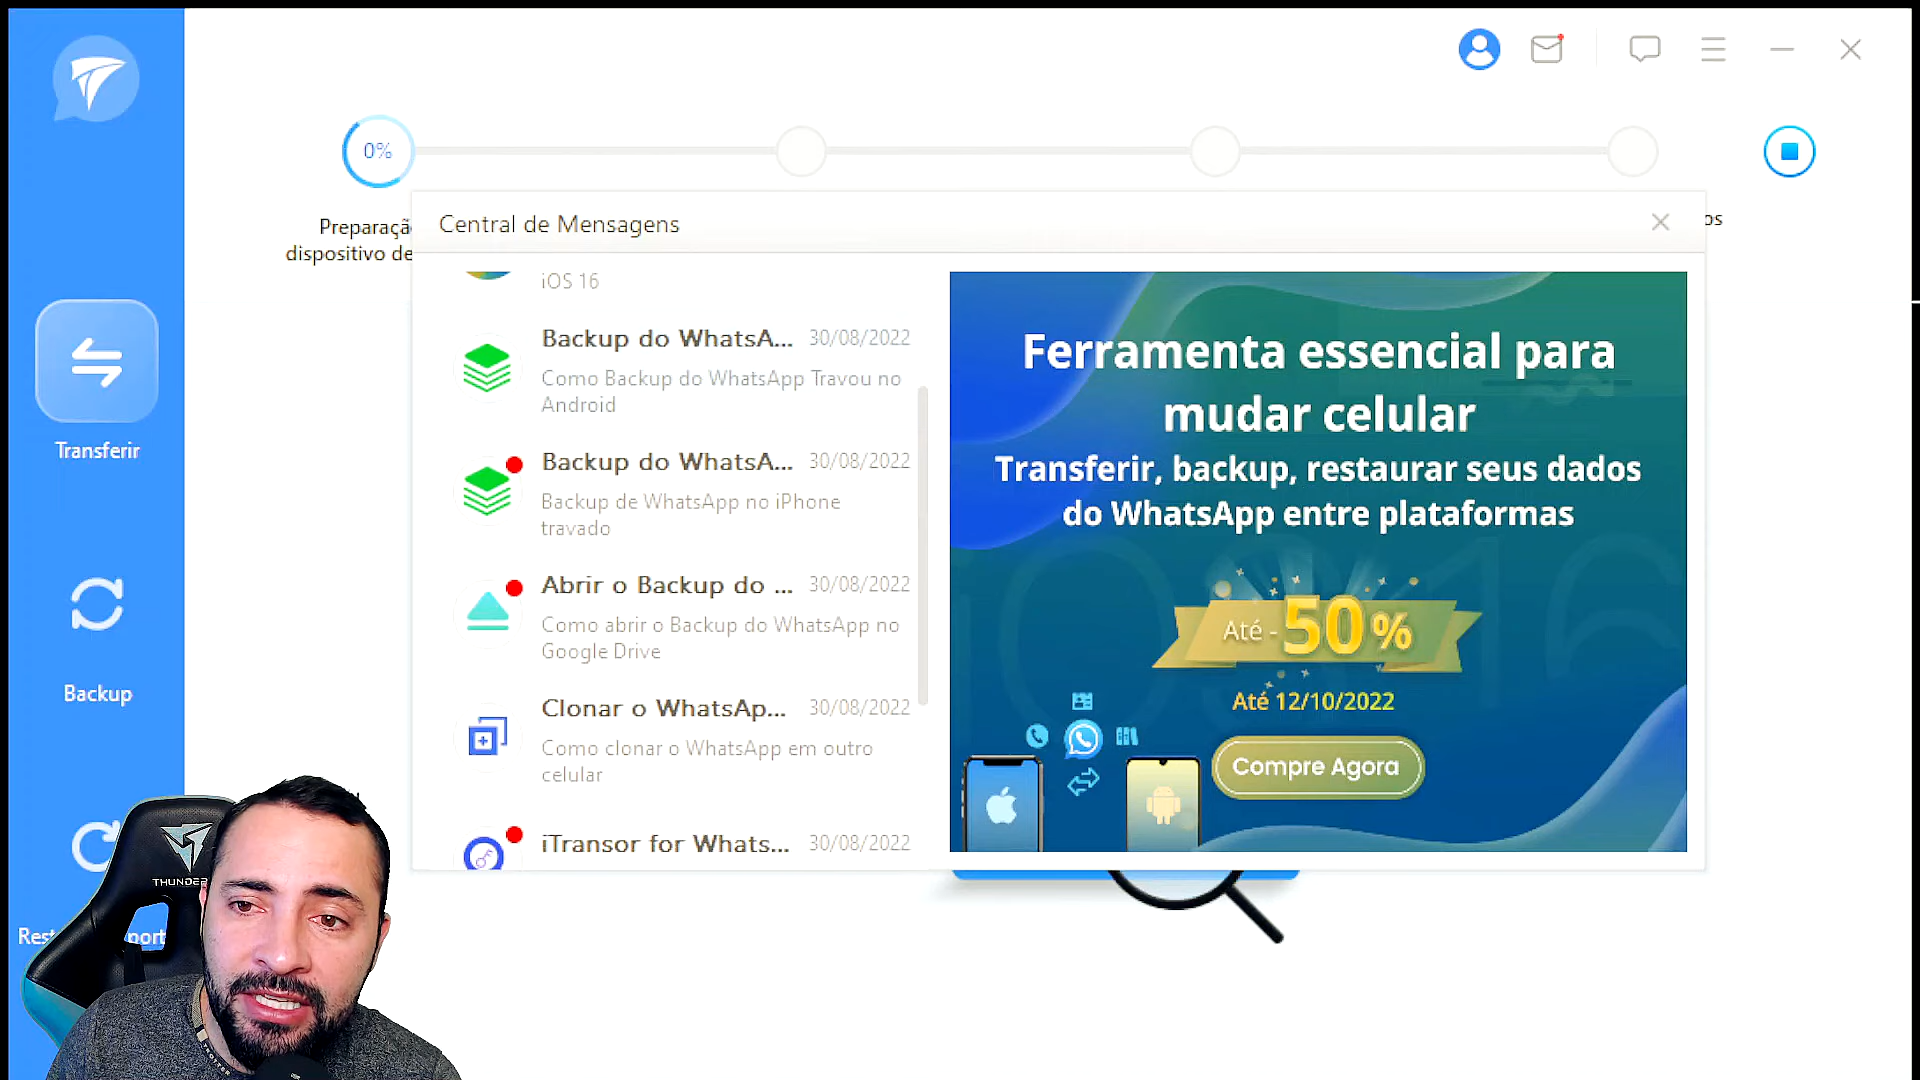 0%
Preparaçã
dispositivo de
os
Central de Mensagens
iOS 16
Backup do WhatsA... 30/08/2022
Como Backup do WhatsApp Travou no
Android
Backup do WhatsA... 30/08/2022
Backup de WhatsApp no iPhone
travado
Abrir o Backup do ... 30/08/2022
Como abrir o Backup do WhatsApp no
Google Drive
Clonar o WhatsAp... 30/08/2022
Como clonar o WhatsApp em outro
celular
iTransor for Whats... 30/08/2022
Ferramenta essencial para
mudar celular
Transferir, backup, restaurar seus dados
do WhatsApp entre plataformas
Até -50%
Até 12/10/2022
Compre Agora
iOS 16
Transferir
Backup
Rest
port
THUNDER